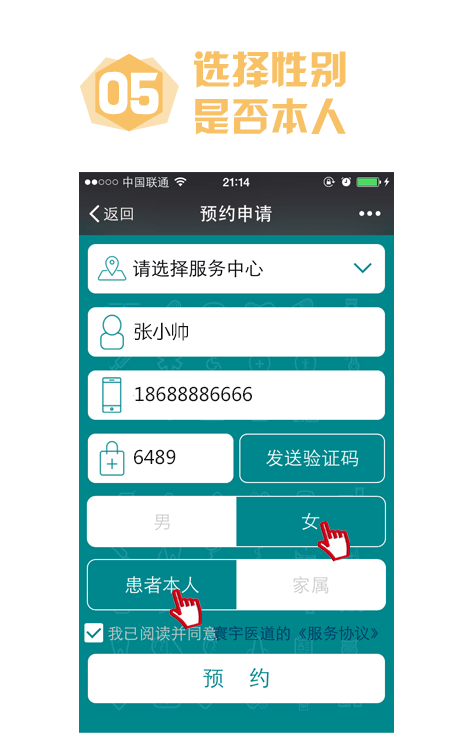 05
选择性别
是否本人
中国联通 21:14
返回 预约申请
请选择服务中心
张小帅
18688886666
6489 发送验证码
男 女
患者本人 家属
我已阅读并同意寰宇医道的《服务协议》
预 约